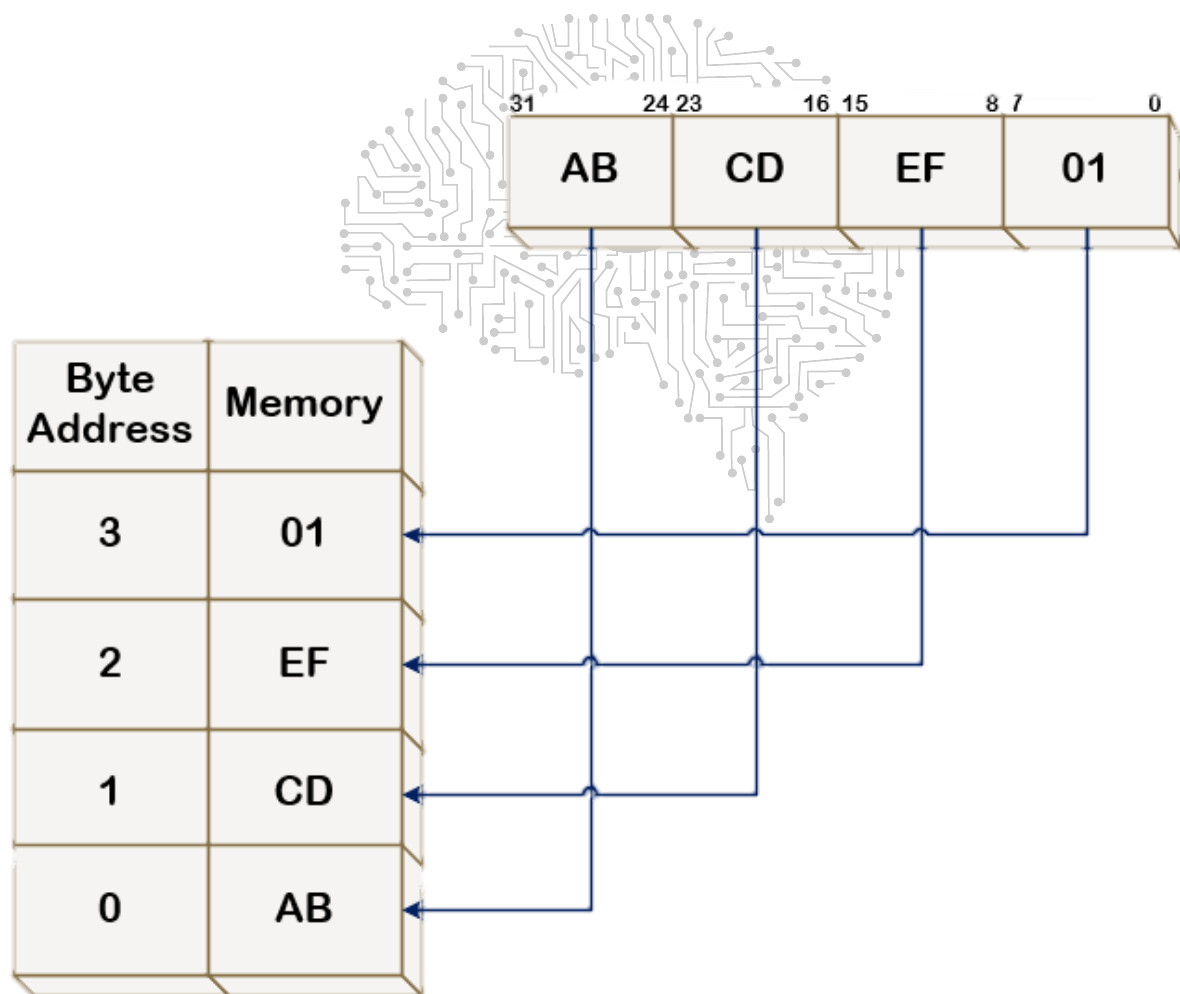 31 24 23 16 15 8 7 0
AB CD EF 01
Byte
Address
Memory
3 01
2 EF
1 CD
0 AB